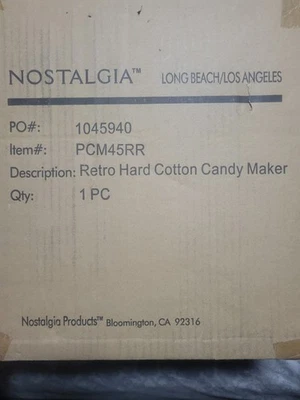 NOSTALGIA™ LONG BEACH/LOS ANGELES
PO#: 1045940
Item#: PCM45RR
Description: Retro Hard Cotton Candy Maker
Qty: 1 PC
Nostalgia Products™ Bloomington, CA 92316